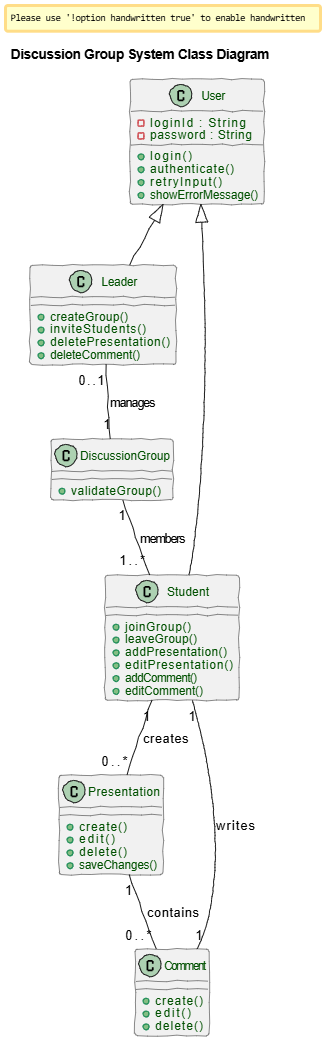 Please use '!option handwritten true' to enable handwritten
Discussion Group System Class Diagram
C User
loginId : String
password : String
login()
authenticate()
retryInput()
showErrorMessage()
C Leader
createGroup()
inviteStudents()
deletePresentation()
deleteComment()
0..1
manages
1
C DiscussionGroup
validateGroup()
1
members
1..*
C Student
joinGroup()
leaveGroup()
addPresentation()
editPresentation()
addComment()
editComment()
1 1
creates
0..*
C Presentation
create()
edit()
delete()
saveChanges()
writes
1
contains
0..* 1
C Comment
create()
edit()
delete()